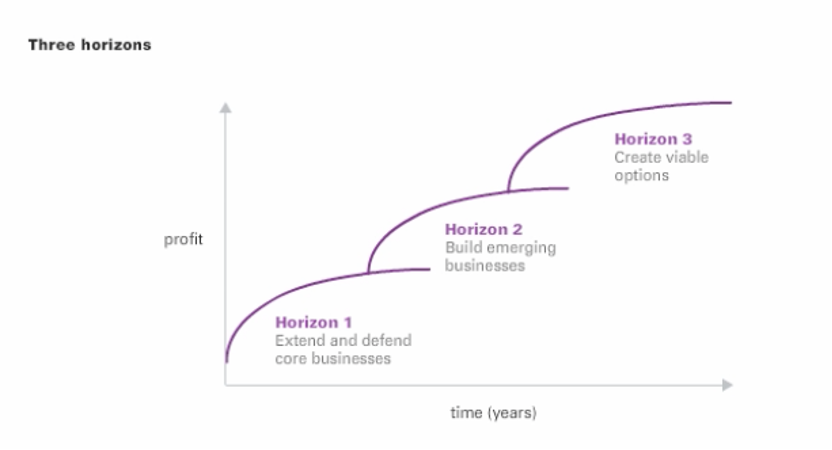 Three horizons
Horizon 3
Create viable
options
profit
Horizon 2
Build emerging
businesses
Horizon 1
Extend and defend
core businesses
time (years)